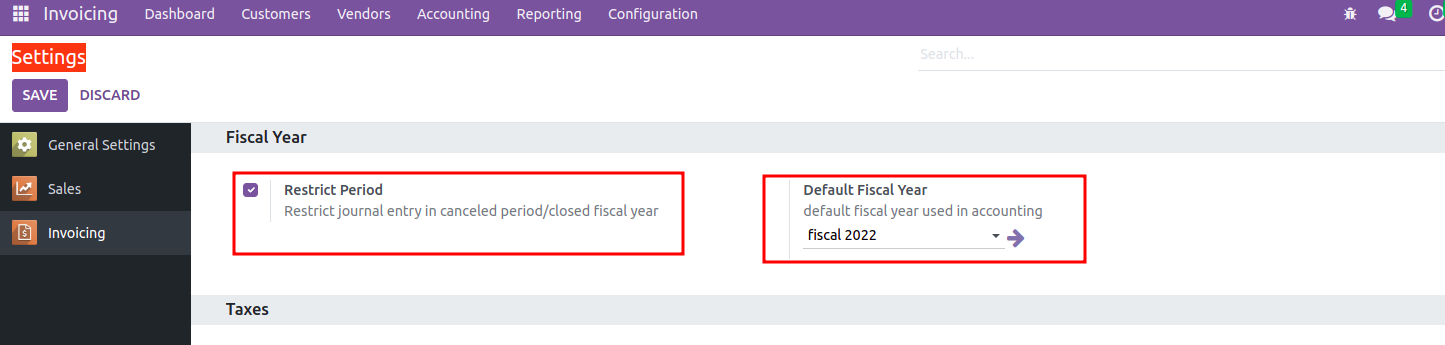 Invoicing Dashboard Customers Vendors Accounting Reporting Configuration 4
Settings
Search...
SAVE DISCARD
General Settings
Sales
Invoicing
Fiscal Year
Restrict Period
Restrict journal entry in canceled period/closed fiscal year
Default Fiscal Year
default fiscal year used in accounting
fiscal 2022
Taxes